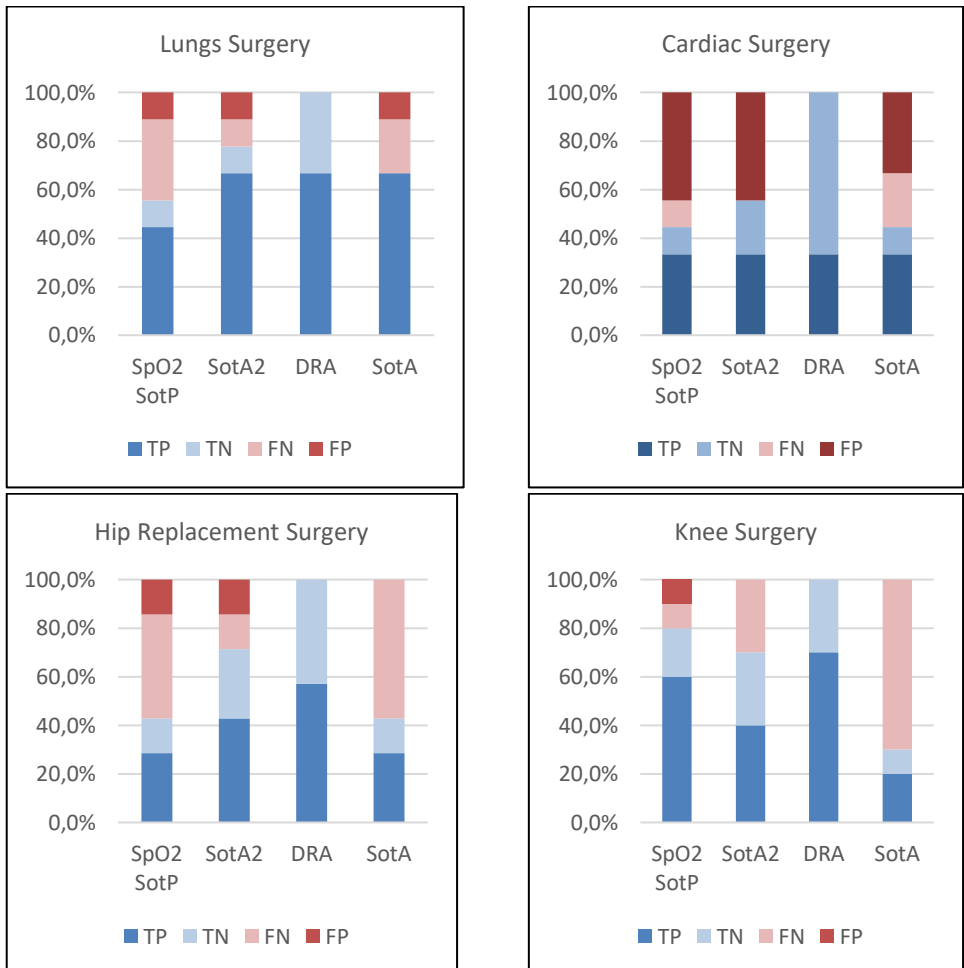 Lungs Surgery
100,0%
80,0%
60,0%
40,0%
20,0%
0,0%
SpO2 SotA2 DRA SotA
SotP
TP TN FN FP
Cardiac Surgery
100,0%
80,0%
60,0%
40,0%
20,0%
0,0%
SpO2 SotA2 DRA SotA
SotP
TP TN FN FP
Hip Replacement Surgery
100,0%
80,0%
60,0%
40,0%
20,0%
0,0%
SpO2 SotA2 DRA SotA
SotP
TP TN FN FP
Knee Surgery
100,0%
80,0%
60,0%
40,0%
20,0%
0,0%
SpO2 SotA2 DRA SotA
SotP
TP TN FN FP